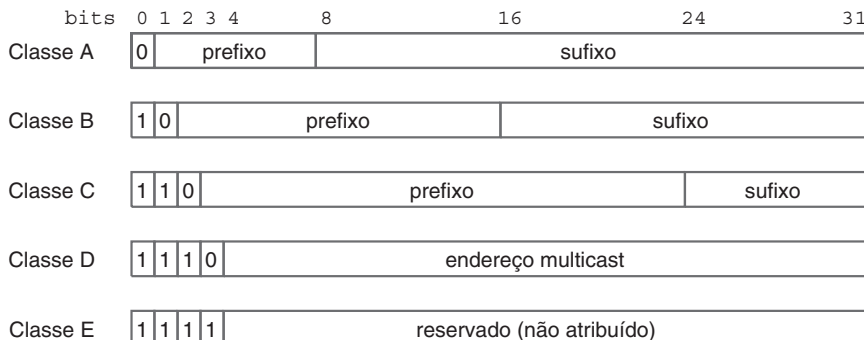 bits 0 1 2 3 4 8 16 24 31
Classe A 0 prefixo sufixo
Classe B 1 0 prefixo sufixo
Classe C 1 1 0 prefixo sufixo
Classe D 1 1 1 0 endereço multicast
Classe E 1 1 1 1 reservado (não atribuído)